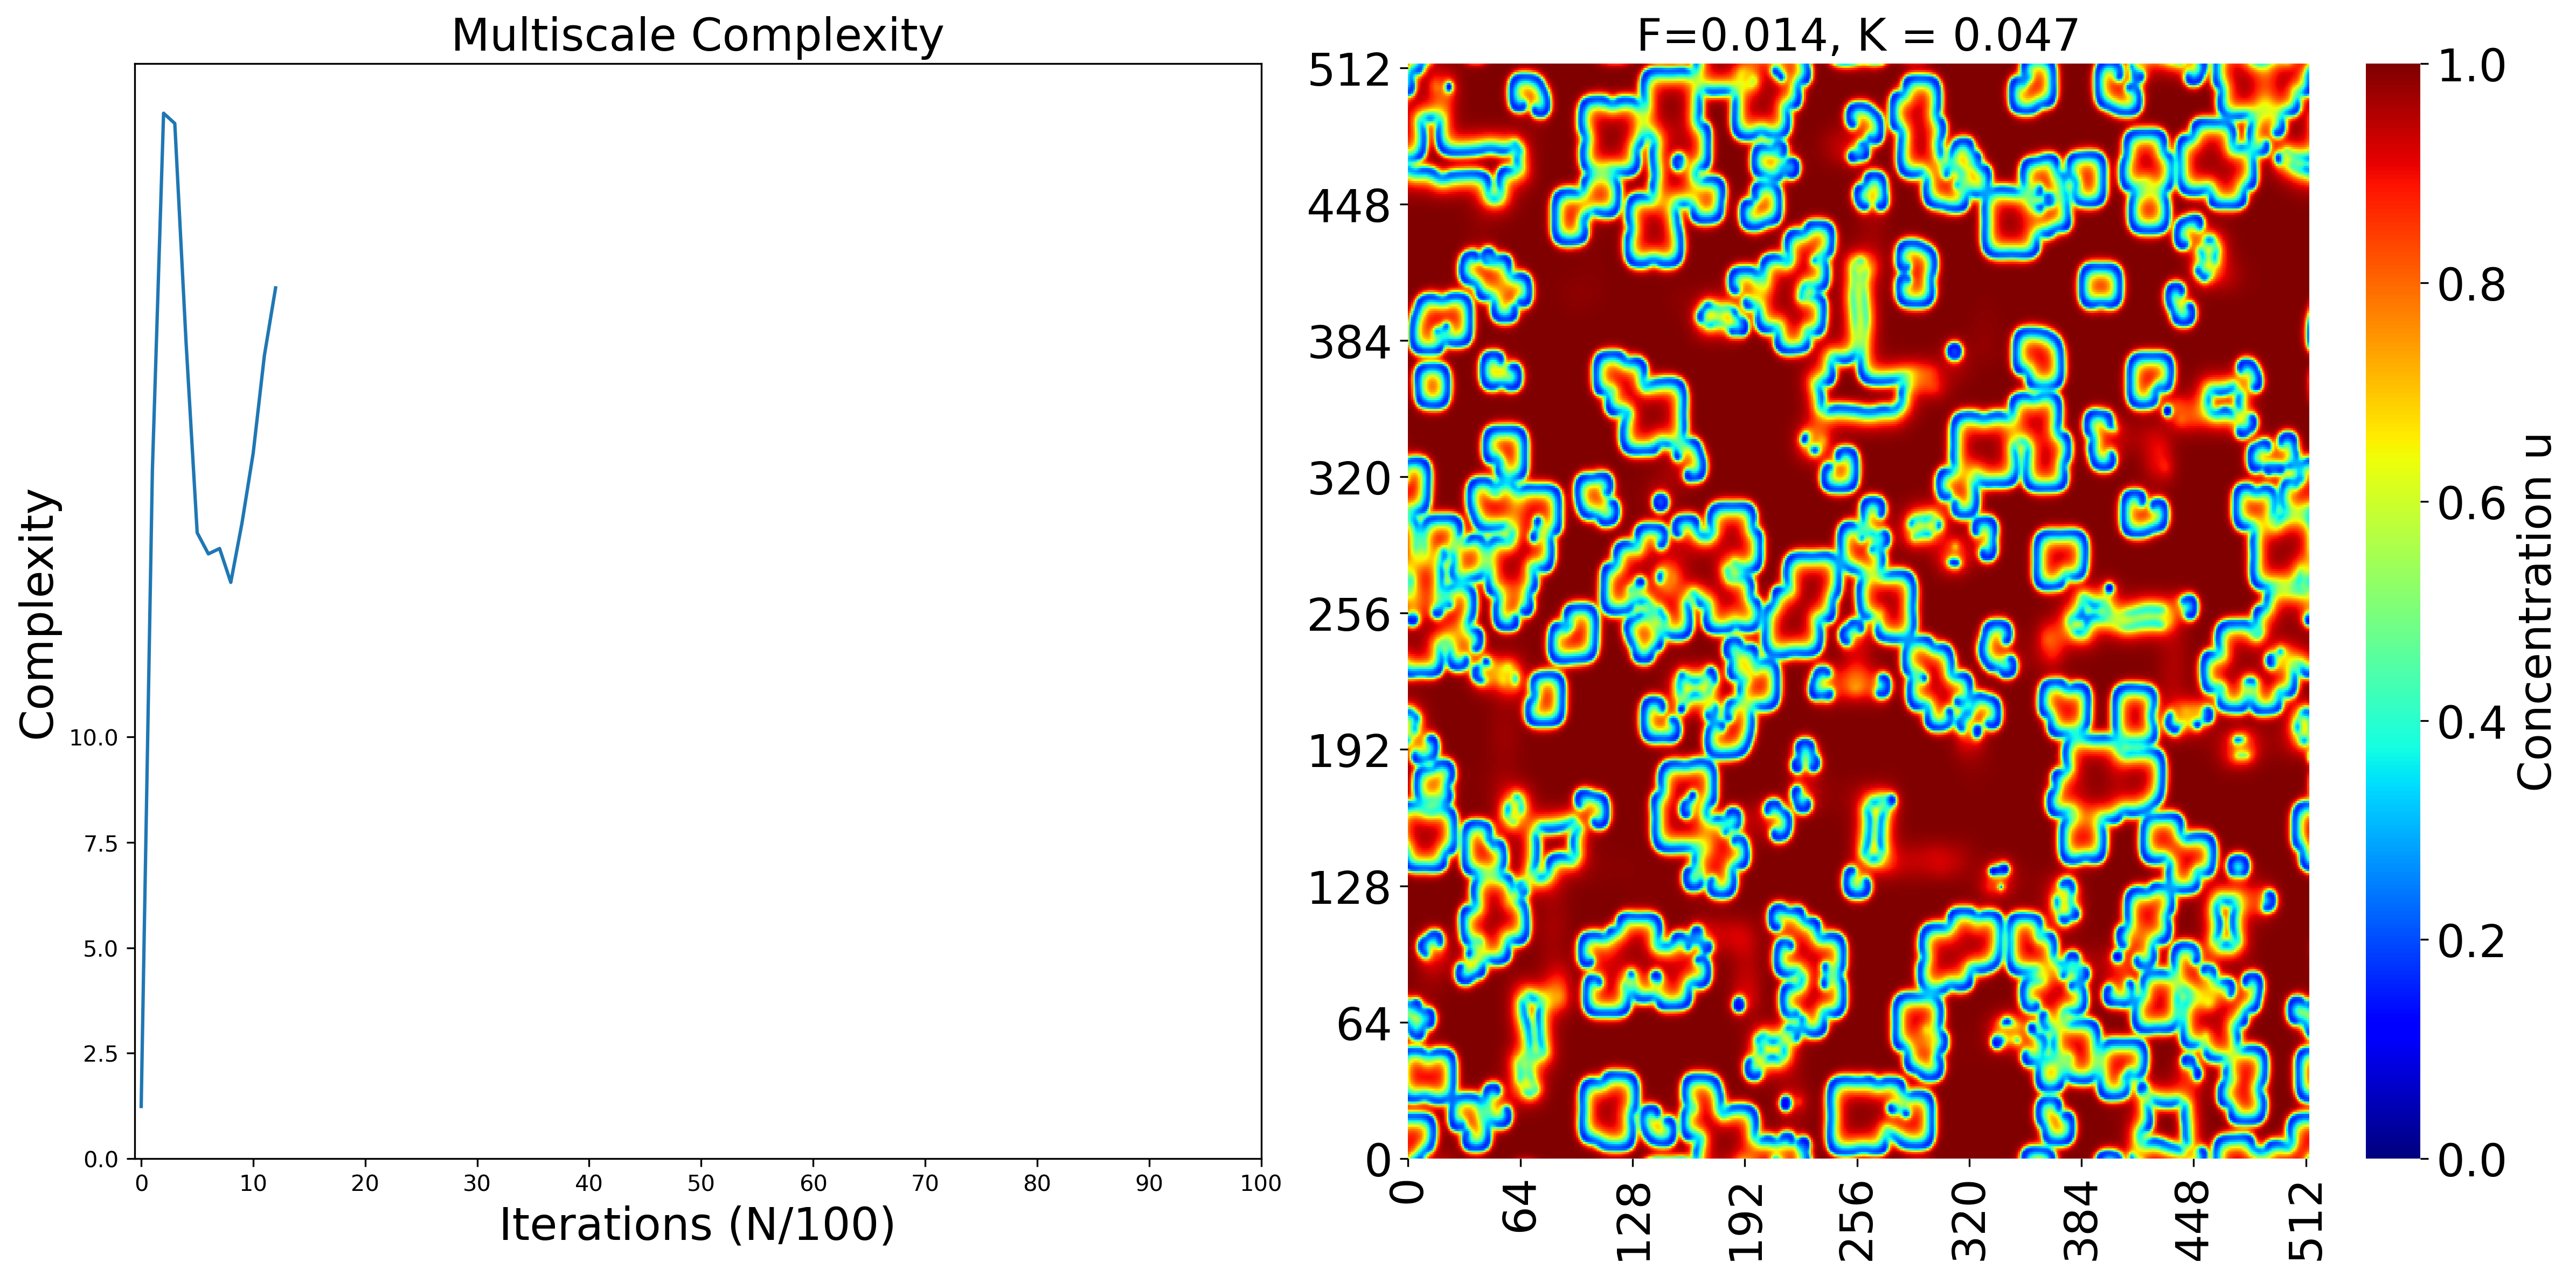 Multiscale Complexity
Complexity
10.0
7.5
5.0
2.5
0.0
0 10 20 30 40 50 60 70 80 90 100
Iterations (N/100)
F=0.014, K = 0.047
512
448
384
320
256
192
128
64
0
0 64 128 192 256 320 384 448 512
1.0
0.8
0.6
0.4
0.2
0.0
Concentration u